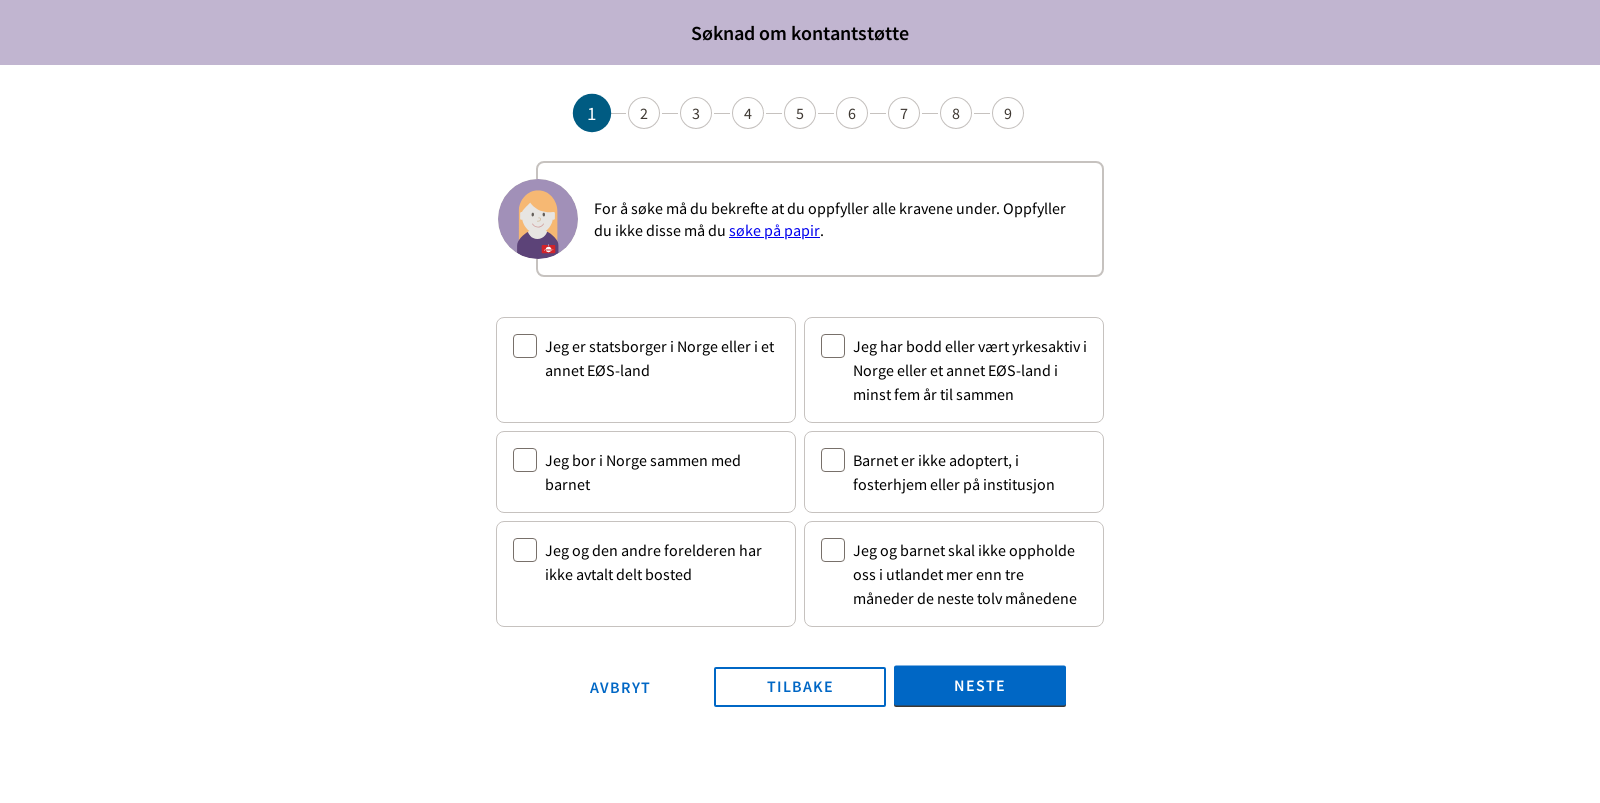 Søknad om kontantstøtte
1 2 3 4 5 6 7 8 9
For å søke må du bekrefte at du oppfyller alle kravene under. Oppfyller
du ikke disse må du søke på papir.
Jeg er statsborger i Norge eller i et
annet EØS-land
Jeg har bodd eller vært yrkesaktiv i
Norge eller et annet EØS-land i
minst fem år til sammen
Jeg bor i Norge sammen med
barnet
Barnet er ikke adoptert, i
fosterhjem eller på institusjon
Jeg og den andre forelderen har
ikke avtalt delt bosted
Jeg og barnet skal ikke oppholde
oss i utlandet mer enn tre
måneder de neste tolv månedene
AVBRYT
TILBAKE
NESTE